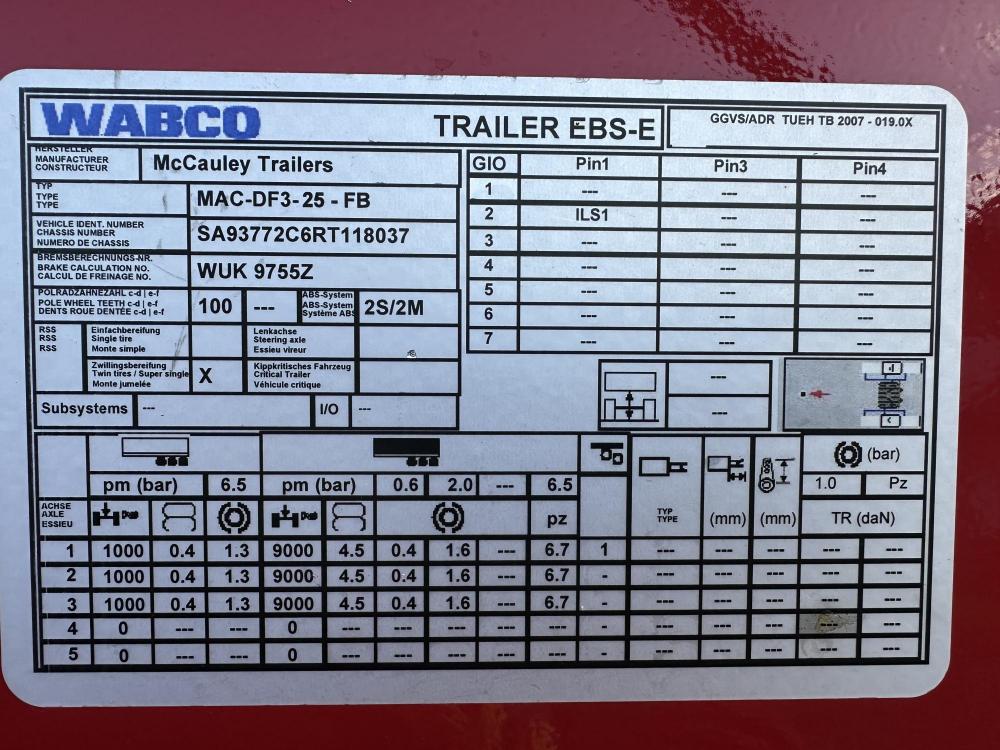 WABCO
TRAILER EBS-E
GGVS/ADR TUEH TB 2007 - 019.0X
HERSTELLER
MANUFACTURER
CONSTRUCTEUR
McCauley Trailers
TYP
TYPE
TYPE
MAC-DF3-25 - FB
VEHICLE IDENT. NUMBER
CHASSIS NUMBER
NUMERO DE CHASSIS
SA93772C6RT118037
BREMSBERECHNUNGS-NR.
BRAKE CALCULATION NO.
CALCUL DE FREINAGE NO.
WUK 9755Z
POLRADZAHNEZAHL c-d | e-f
POLE WHEEL TEETH c-d | e-f
DENTS ROUE DENTÉE c-d | e-f
100 ---
ABS-System
ABS-System
Système ABS
2S/2M
RSS
RSS
RSS
Einfachbereifung
Single tire
Monte simple
Lenkachse
Steering axle
Essieu vireur
Zwillingsbereifung
Twin tires / Super single
Monte jumelée
X
Kippkritisches Fahrzeug
Critical Trailer
Véhicule critique
Subsystems --- I/O ---
GIO Pin1 Pin3 Pin4
1 --- --- ---
2 ILS1 --- ---
3 --- --- ---
4 --- --- ---
5 --- --- ---
6 --- --- ---
7 --- --- ---
---
---
(bar)
pm (bar) 6.5 pm (bar) 0.6 2.0 --- 6.5 1.0 Pz
ACHSE
AXLE
ESSIEU
pz
TYP
TYPE
(mm) (mm) TR (daN)
1 1000 0.4 1.3 9000 4.5 0.4 1.6 --- 6.7 1 --- --- --- --- ---
2 1000 0.4 1.3 9000 4.5 0.4 1.6 --- 6.7 - --- --- --- --- ---
3 1000 0.4 1.3 9000 4.5 0.4 1.6 --- 6.7 - --- --- --- --- ---
4 0 --- --- 0 --- --- --- --- --- - --- --- --- --- ---
5 0 --- --- 0 --- --- --- --- --- - --- --- --- --- ---